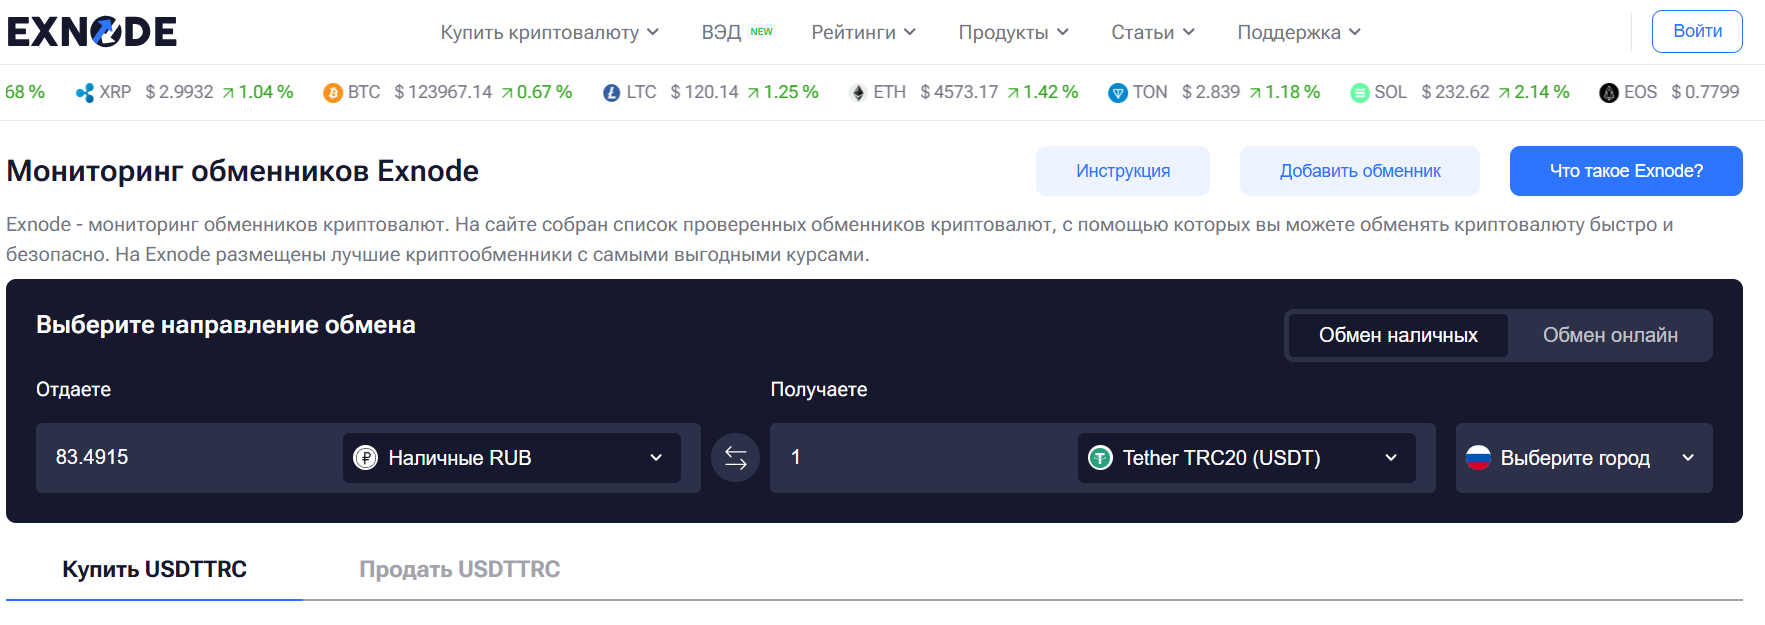 EXNODE
Купить криптовалюту ВЭД NEW Рейтинги Продукты Статьи Поддержка Войти
68 % XRP $ 2.9932 1.04 % BTC $ 123967.14 0.67 % LTC $ 120.14 1.25 % ETH $ 4573.17 1.42 % TON $ 2.839 1.18 % SOL $ 232.62 2.14 % EOS $ 0.7799
Мониторинг обменников Exnode Инструкция Добавить обменник Что такое Exnode?
Exnode - мониторинг обменников криптовалют. На сайте собран список проверенных обменников криптовалют, с помощью которых вы можете обменять криптовалюту быстро и
безопасно. На Exnode размещены лучшие криптообменники с самыми выгодными курсами.
Выберите направление обмена Обмен наличных Обмен онлайн
Отдаете Получаете
83.4915 Наличные RUB 1 Tether TRC20 (USDT) Выберите город
Купить USDTTRC Продать USDTTRC